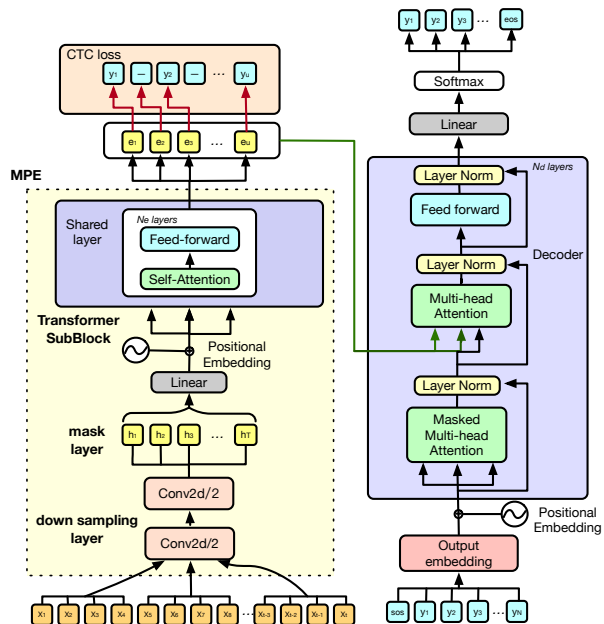 CTC loss
y1 – y2 – ... yu
e1 e2 e3 ... eu
MPE
Shared
layer
Ne layers
Feed-forward
Self-Attention
Transformer
SubBlock
Positional
Embedding
Linear
mask
layer
h1 h2 h3 ... hT
Conv2d/2
down sampling
layer
Conv2d/2
x1 x2 x3 x4 x5 x6 x7 x8 ... xt-3 xt-2 xt-1 xt
y1 y2 y3 ... eos
Softmax
Linear
Nd layers
Layer Norm
Feed forward
Decoder
Layer Norm
Multi-head
Attention
Layer Norm
Masked
Multi-head
Attention
Positional
Embedding
Output
embedding
sos y1 y2 y3 ... yN